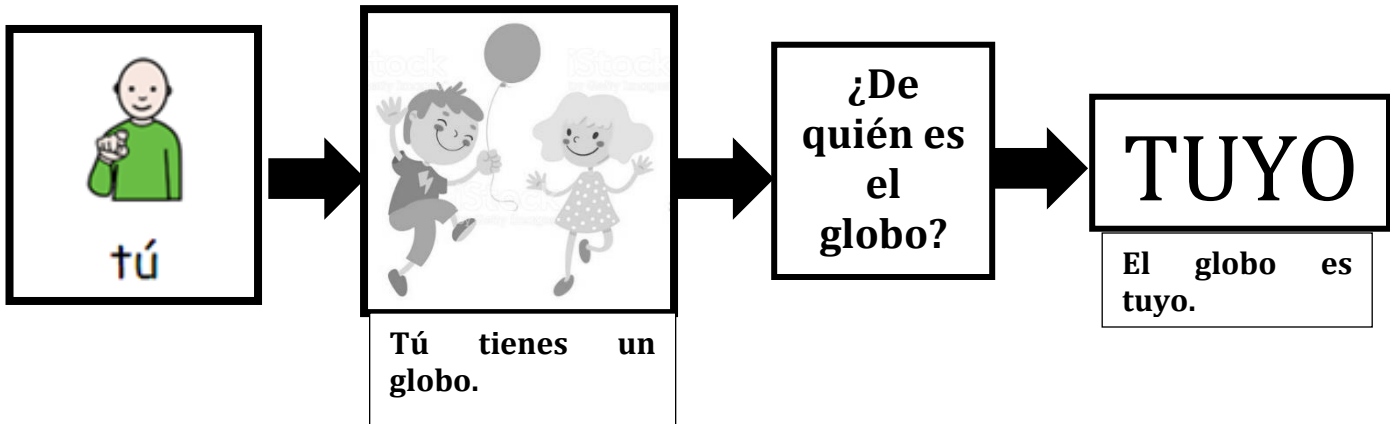 tú
Tú tienes un
globo.
¿De
quién es
el
globo?
TUYO
El globo es
tuyo.